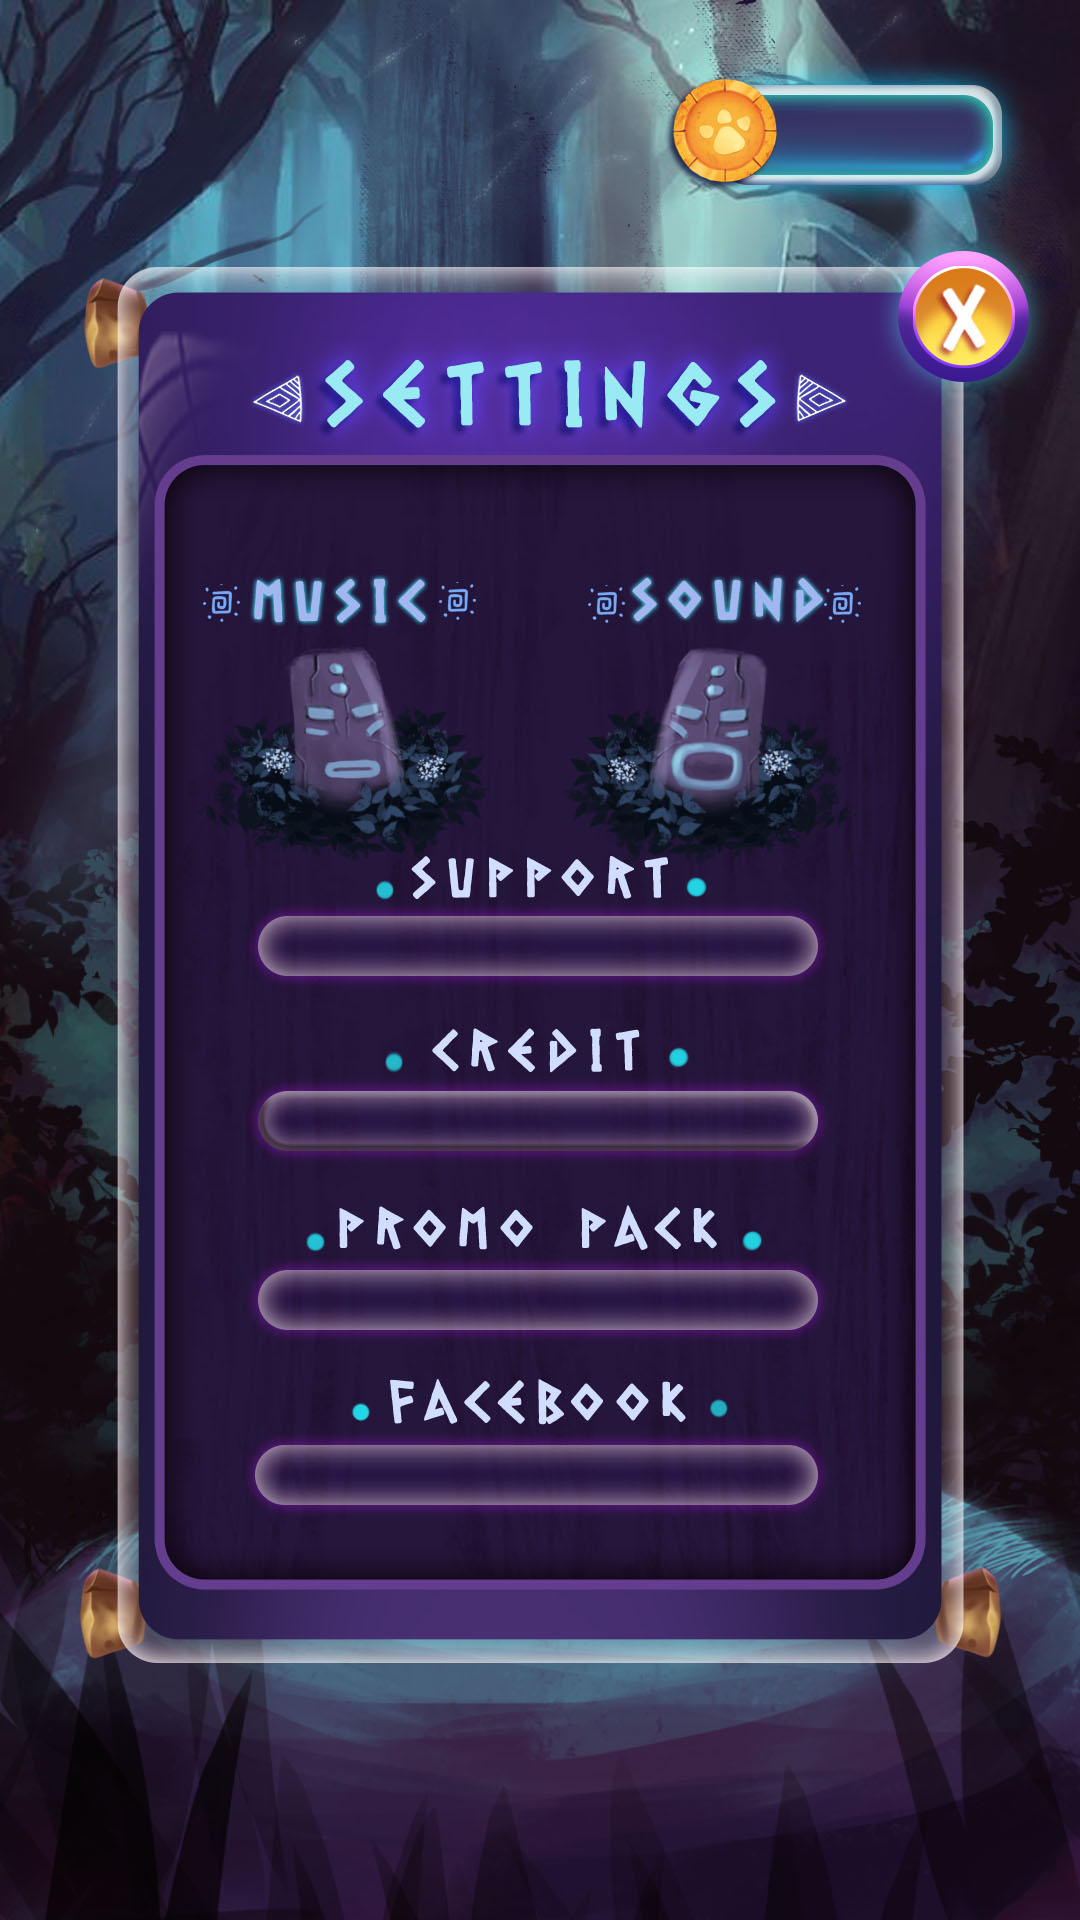 X
SETTINGS
MUSIC SOUND
SUPPORT
CREDIT
PROMO PACK
FACEBOOK